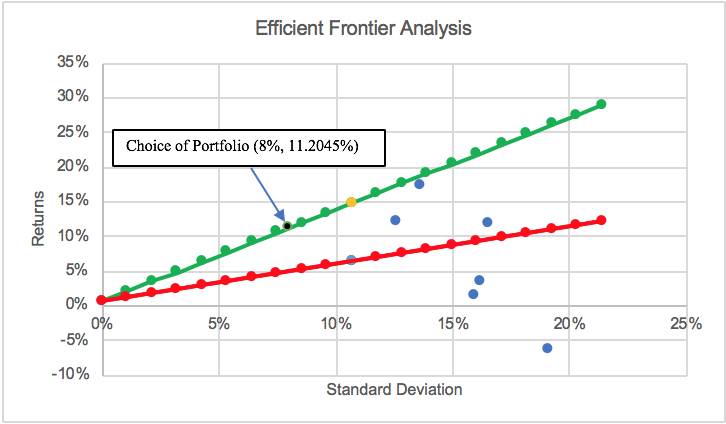 Efficient Frontier Analysis
35%
30%
25%
20%
15%
10%
5%
0%
-5%
-10%
Returns
Choice of Portfolio (8%, 11.2045%)
0% 5% 10% 15% 20% 25%
Standard Deviation